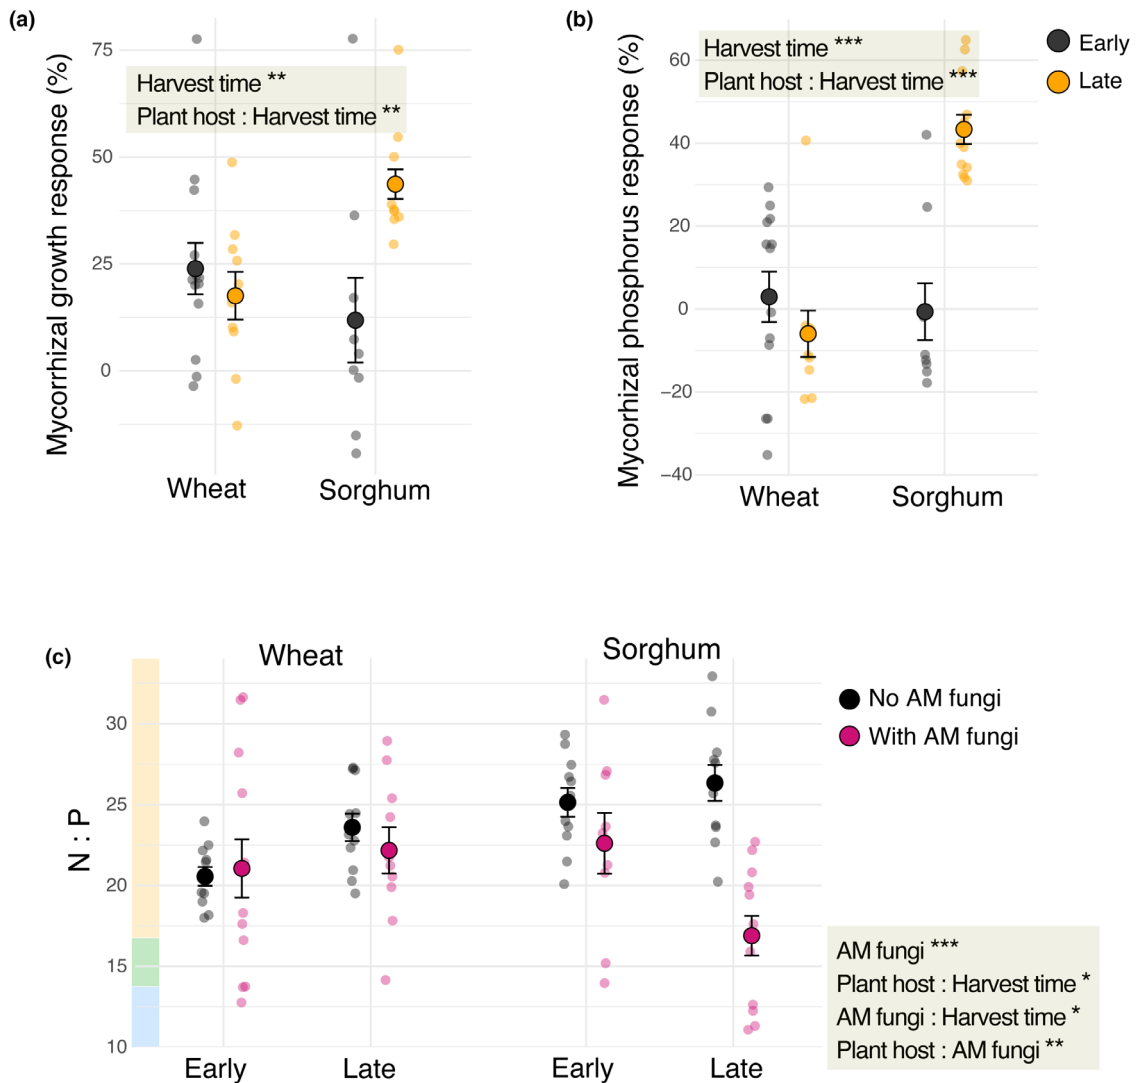 (a)
Mycorrhizal growth response (%)
75
50
25
0
Harvest time **
Plant host : Harvest time **
Wheat
Sorghum
(b)
Mycorhizal phosphorus response (%)
60
40
20
0
−20
−40
Harvest time ***
Plant host : Harvest time ***
Wheat
Sorghum
Early
Late
(c)
N : P
30
25
20
15
10
Wheat
Sorghum
Early
Late
Early
Late
No AM fungi
With AM fungi
AM fungi ***
Plant host : Harvest time *
AM fungi : Harvest time *
Plant host : AM fungi **